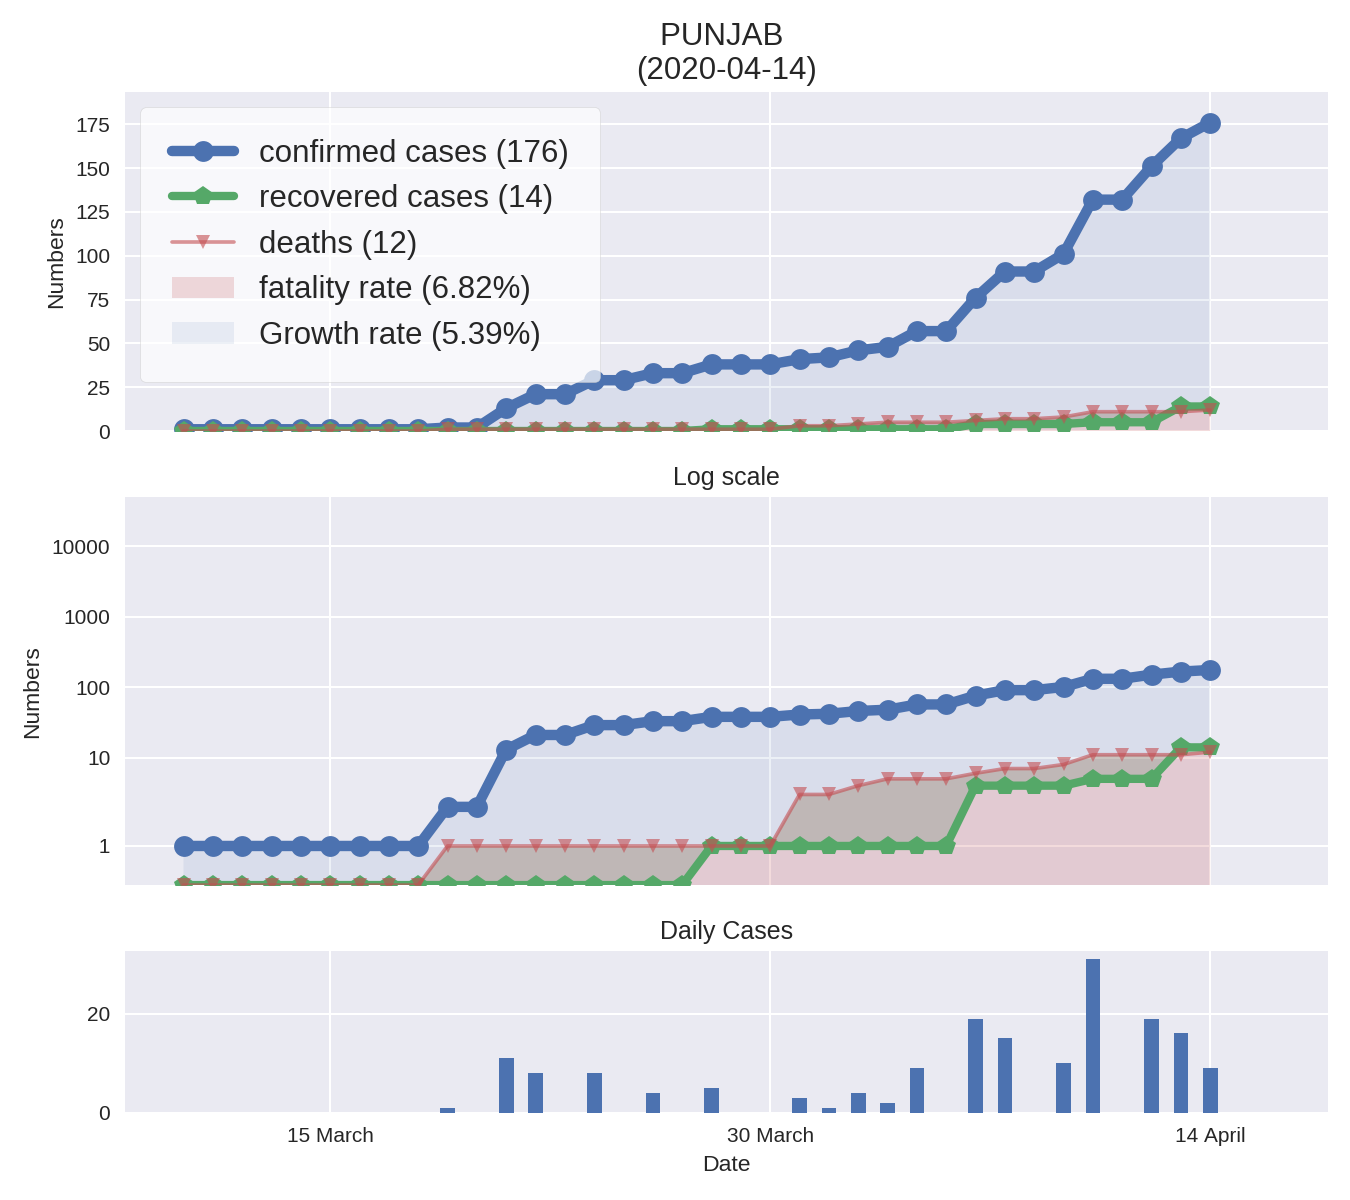 PUNJAB
(2020-04-14)
175
150
125
100
75
50
25
0
Numbers
confirmed cases (176)
recovered cases (14)
deaths (12)
fatality rate (6.82%)
Growth rate (5.39%)
Log scale
10000
1000
100
10
1
Numbers
Daily Cases
20
0
15 March
30 March
14 April
Date